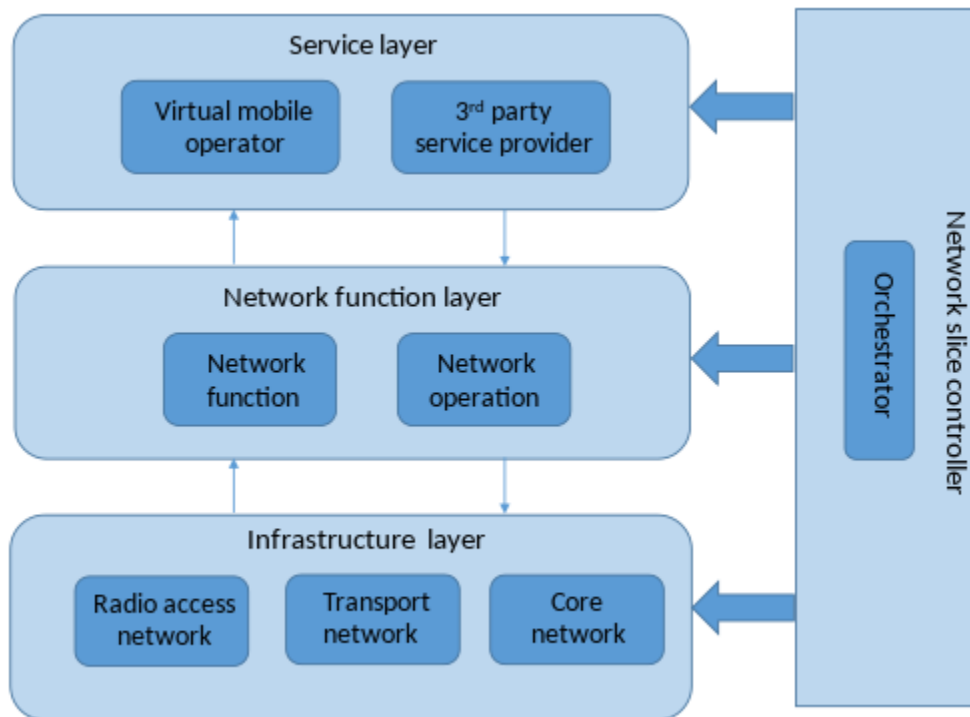 Service layer
Virtual mobile
operator
3rd party
service provider
Network function layer
Network
function
Network
operation
Infrastructure layer
Radio access
network
Transport
network
Core
network
Orchestrator
Network slice controller